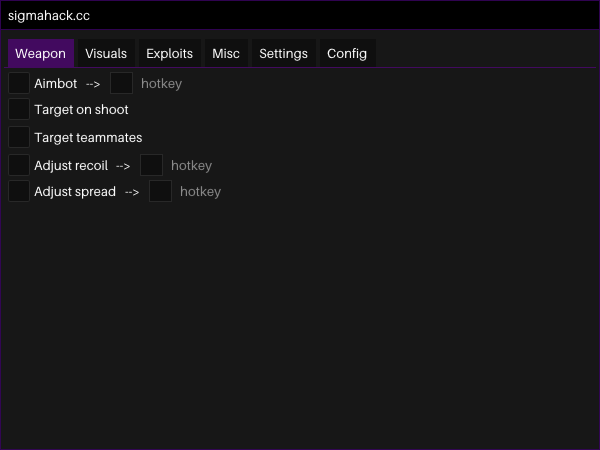 sigmahack.cc
Weapon Visuals Exploits Misc Settings Config
Aimbot --> hotkey
Target on shoot
Target teammates
Adjust recoil --> hotkey
Adjust spread --> hotkey